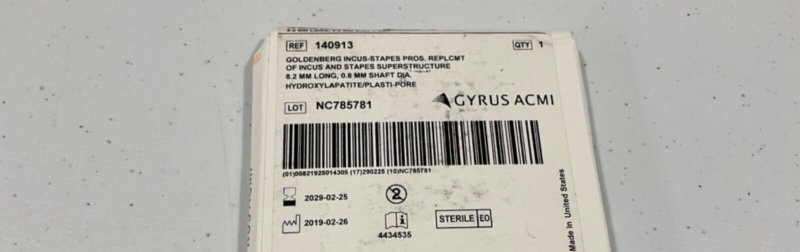 REF 140913 QTY 1
GOLDENBERG INCUS-STAPES PROS. REPLCMT
OF INCUS AND STAPES SUPERSTRUCTURE
8.2 MM LONG, 0.8 MM SHAFT DIA.
HYDROXYLAPATITE/PLASTI-PORE
LOT NC785781
GYRUS ACMI
(01)00821925014305 (17)290225 (10)NC785781
2029-02-25
2
2019-02-26
4434535
STERILE EO
Made in United States